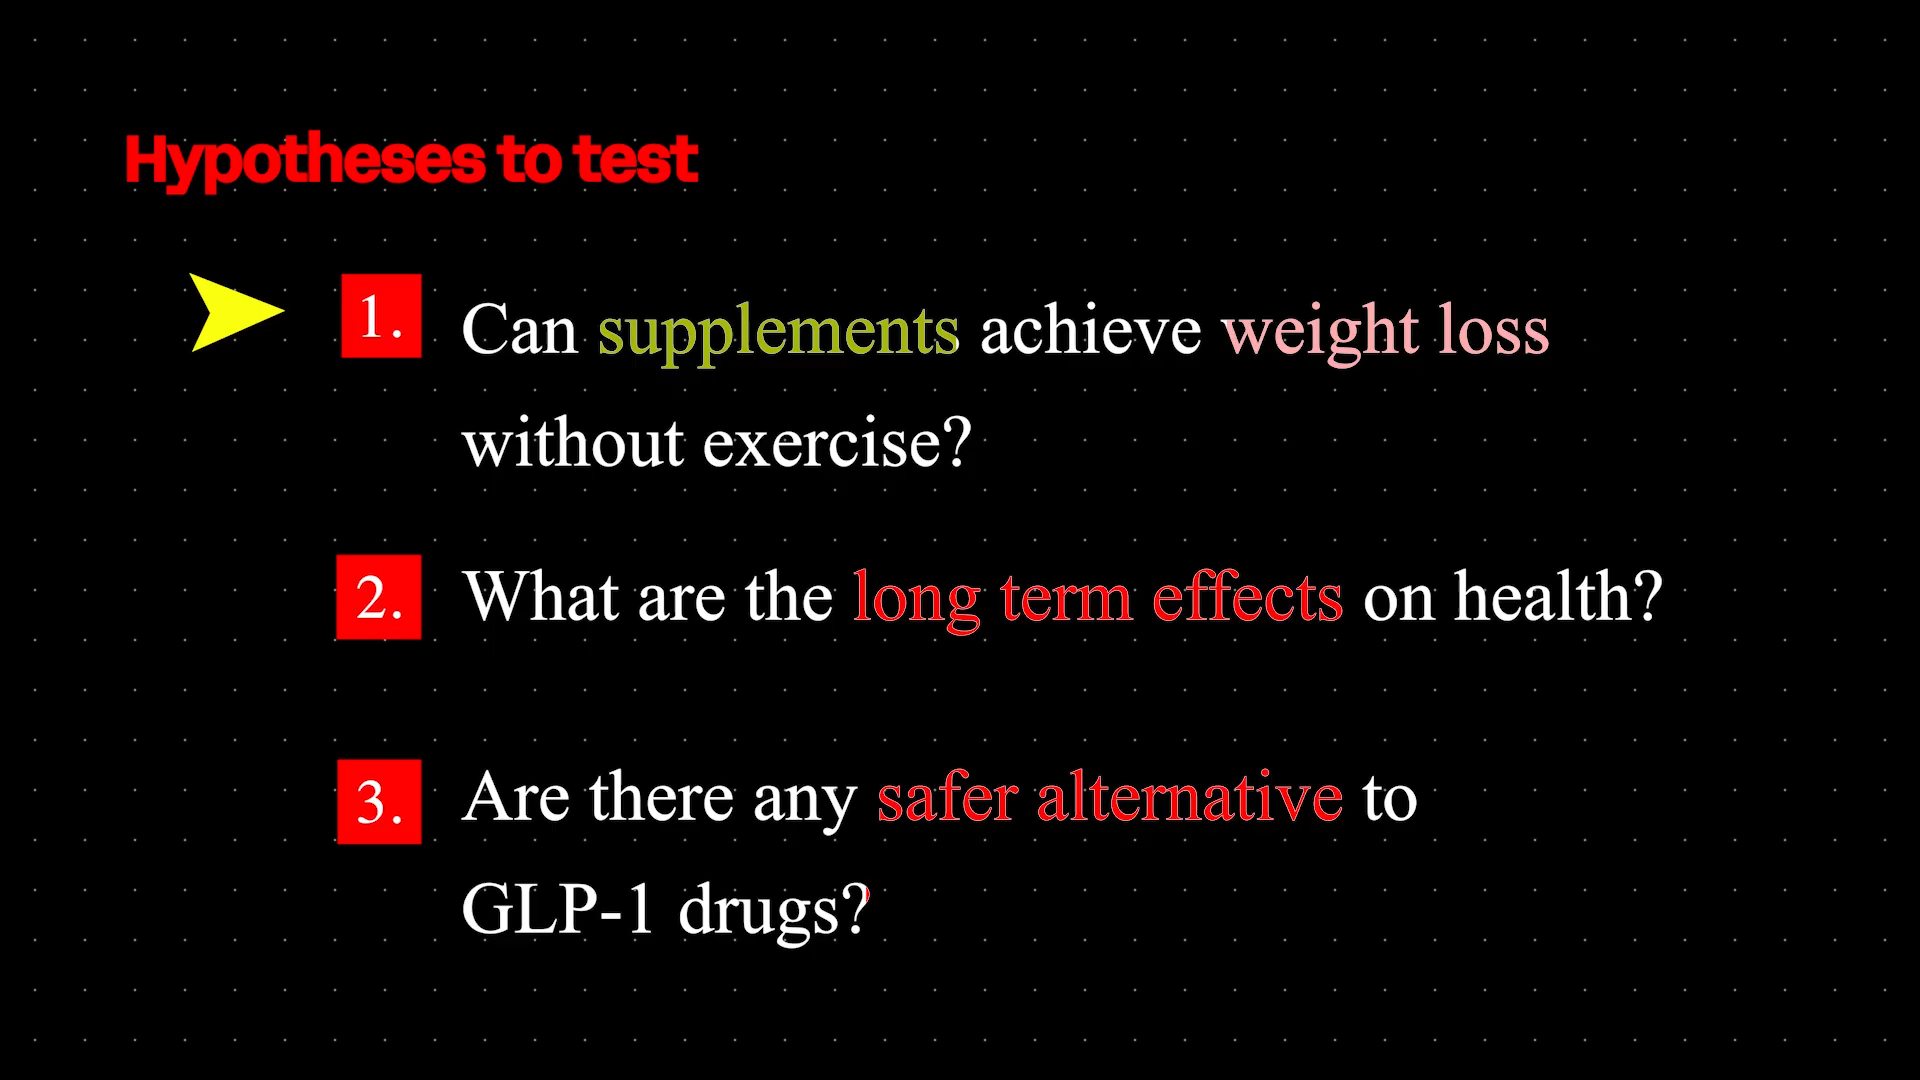 Hypotheses to test
1. Can supplements achieve weight loss
without exercise?
2. What are the long term effects on health?
3. Are there any safer alternative to
GLP-1 drugs?